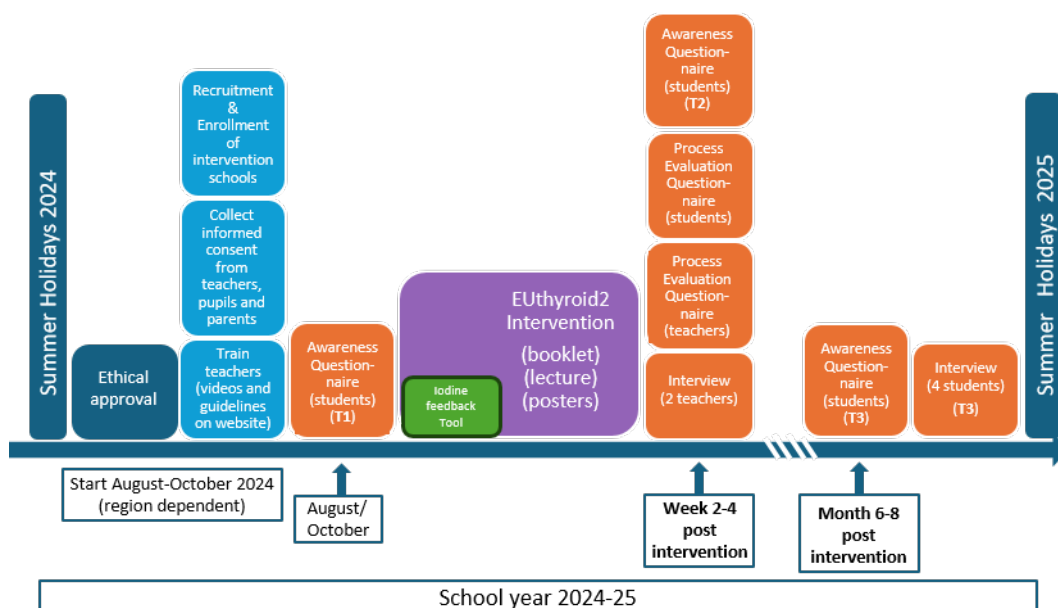 Summer Holidays 2024
Ethical
approval
Recruitment
&
Enrollment
of
intervention
schools
Collect
informed
consent
from
teachers,
pupils and
parents
Train
teachers
(videos and
guidelines
on website)
Awareness
Question-
naire
(students)
(T1)
EUthyroid2
Intervention
(booklet)
(lecture)
(posters)
Iodine
feedback
Tool
Awareness
Question-
naire
(students)
(T2)
Process
Evaluation
Question-
naire
(students)
Process
Evaluation
Question-
naire
(teachers)
Interview
(2 teachers)
Awareness
Question-
naire
(students)
(T3)
Interview
(4 students)
(T3)
Summer Holidays 2025
Start August-October 2024
(region dependent)
August/
October
Week 2-4
post
intervention
Month 6-8
post
intervention
School year 2024-25